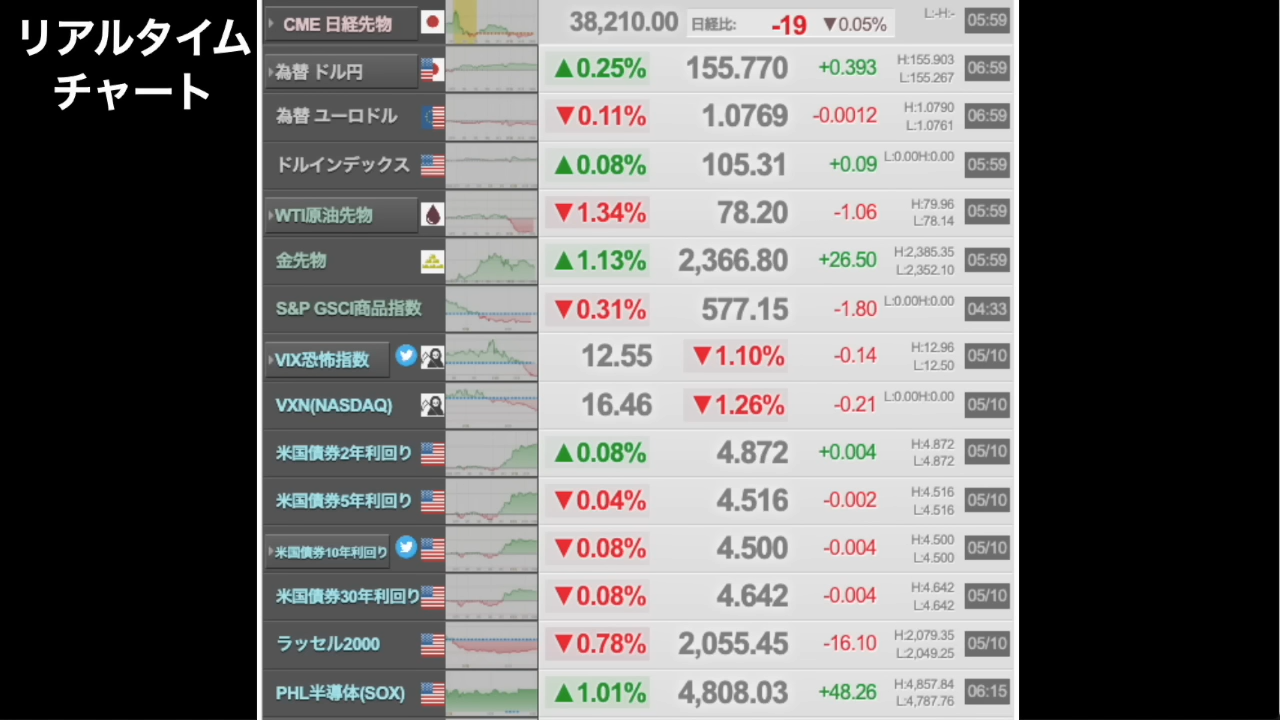 リアルタイム
チャート
CME 日経先物 38,210.00 日経比: -19 ▼0.05% L:-H:- 05:59
為替 ドル円 ▲0.25% 155.770 +0.393 H:155.903 L:155.267 06:59
為替 ユーロドル ▼0.11% 1.0769 -0.0012 H:1.0790 L:1.0761 06:59
ドルインデックス ▲0.08% 105.31 +0.09 L:0.00H:0.00 05:59
WTI原油先物 ▼1.34% 78.20 -1.06 H:79.96 L:78.14 05:59
金先物 ▲1.13% 2,366.80 +26.50 H:2,385.35 L:2,352.10 05:59
S&P GSCI商品指数 ▼0.31% 577.15 -1.80 L:0.00H:0.00 04:33
VIX恐怖指数 12.55 ▼1.10% -0.14 H:12.96 L:12.50 05/10
VXN(NASDAQ) 16.46 ▼1.26% -0.21 L:0.00H:0.00 05/10
米国債券2年利回り ▲0.08% 4.872 +0.004 H:4.872 L:4.872 05/10
米国債券5年利回り ▼0.04% 4.516 -0.002 H:4.516 L:4.516 05/10
米国債券10年利回り ▼0.08% 4.500 -0.004 H:4.500 L:4.500 05/10
米国債券30年利回り ▼0.08% 4.642 -0.004 H:4.642 L:4.642 05/10
ラッセル2000 ▼0.78% 2,055.45 -16.10 H:2,079.35 L:2,049.25 05/10
PHL半導体(SOX) ▲1.01% 4,808.03 +48.26 H:4,857.84 L:4,787.76 06:15